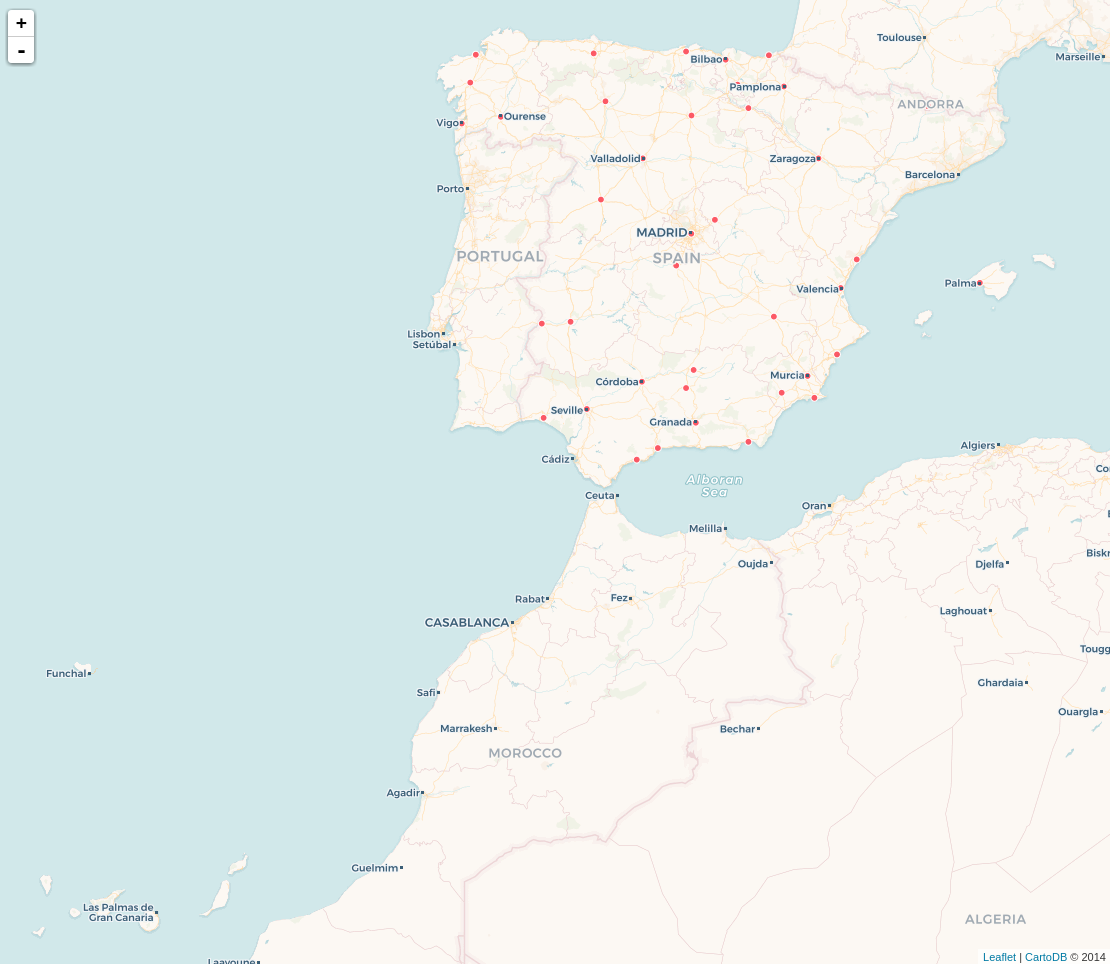 +
-
Toulouse
Marseille
Bilbao
Pamplona
ANDORRA
Vigo
Ourense
Valladolid
Zaragoza
Barcelona
Porto
MADRID
PORTUGAL
SPAIN
Valencia
Palma
Lisbon
Setúbal
Córdoba
Murcia
Seville
Granada
Cádiz
Algiers
Alboran
Sea
Ceuta
Oran
Melilla
Oujda
Djelfa
Biskr
Rabat
Fez
Laghouat
CASABLANCA
Tougg
Funchal
Safi
Ghardaia
Ouargla
Marrakesh
Bechar
MOROCCO
Agadir
Guelmim
Las Palmas de
Gran Canaria
ALGERIA
Laayoune
Leaflet | CartoDB © 2014